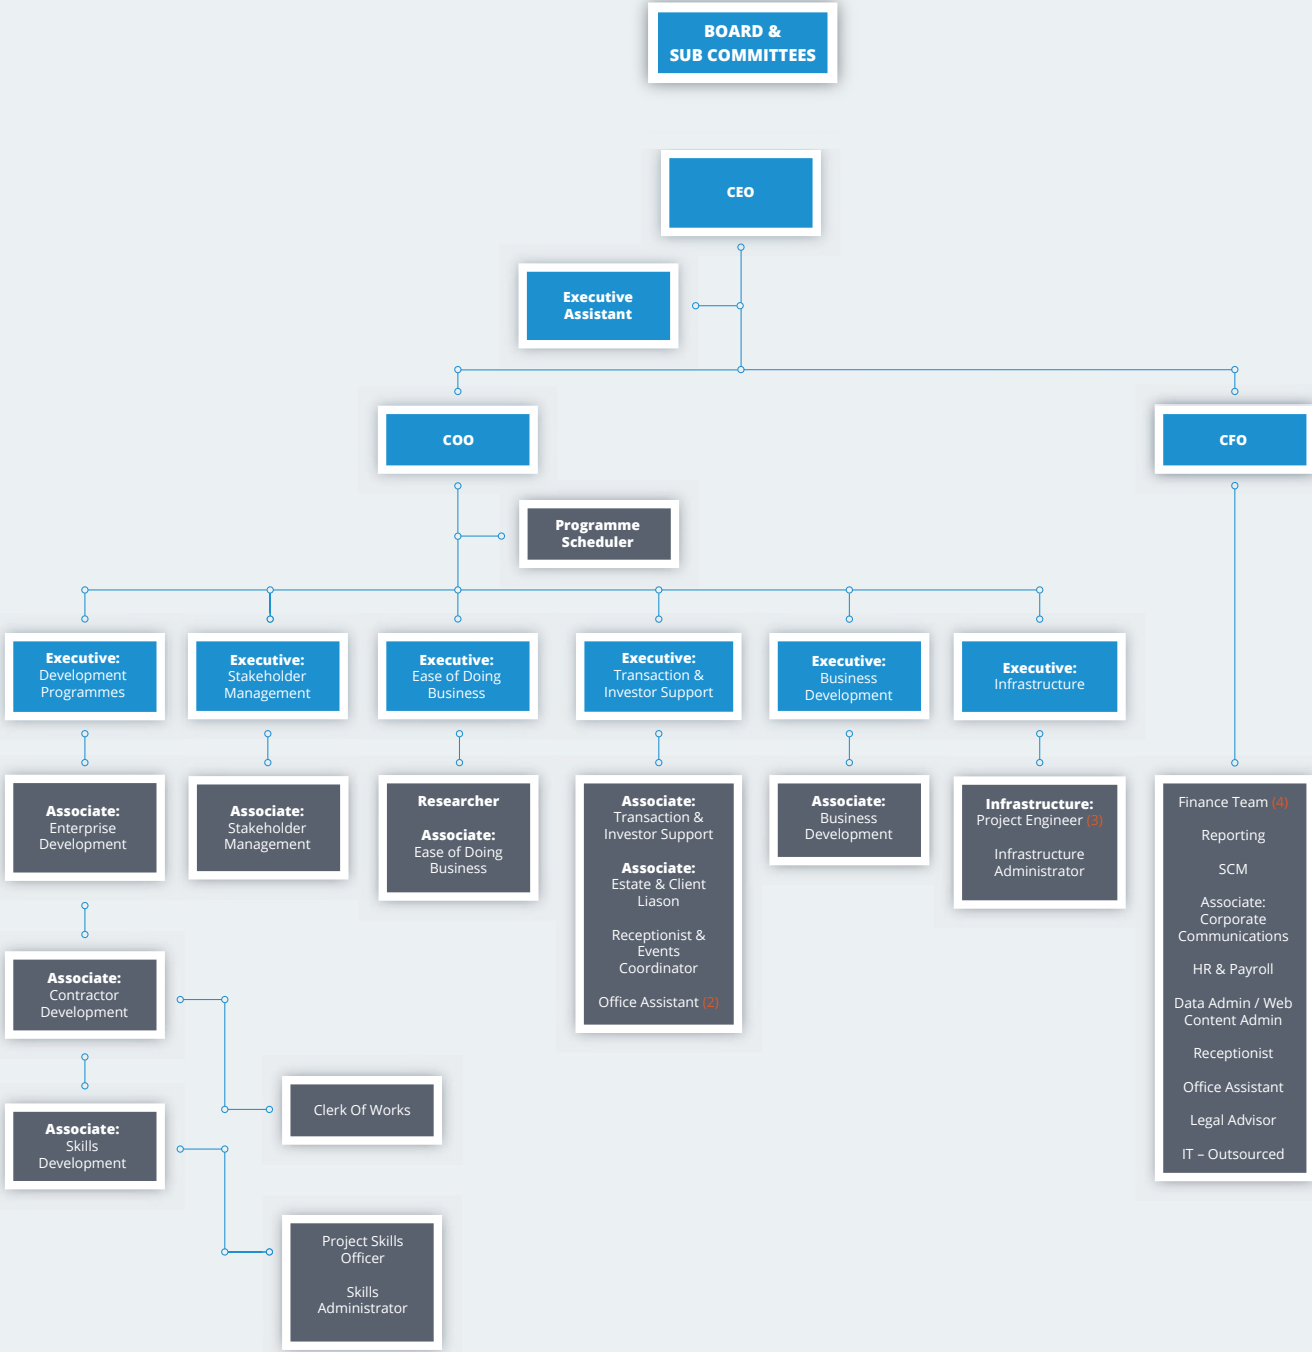 BOARD &
SUB COMMITTEES
CEO
Executive
Assistant
COO
CFO
Programme
Scheduler
Executive:
Development
Programmes
Executive:
Stakeholder
Management
Executive:
Ease of Doing
Business
Executive:
Transaction &
Investor Support
Executive:
Business
Development
Executive:
Infrastructure
Associate:
Enterprise
Development
Associate:
Stakeholder
Management
Researcher
Associate:
Ease of Doing
Business
Associate:
Transaction &
Investor Support
Associate:
Estate & Client
Liason
Receptionist &
Events
Coordinator
Office Assistant (2)
Associate:
Business
Development
Infrastructure:
Project Engineer (3)
Infrastructure
Administrator
Finance Team (4)
Reporting
SCM
Associate:
Corporate
Communications
HR & Payroll
Data Admin / Web
Content Admin
Receptionist
Office Assistant
Legal Advisor
IT – Outsourced
Associate:
Contractor
Development
Clerk Of Works
Associate:
Skills
Development
Project Skills
Officer
Skills
Administrator